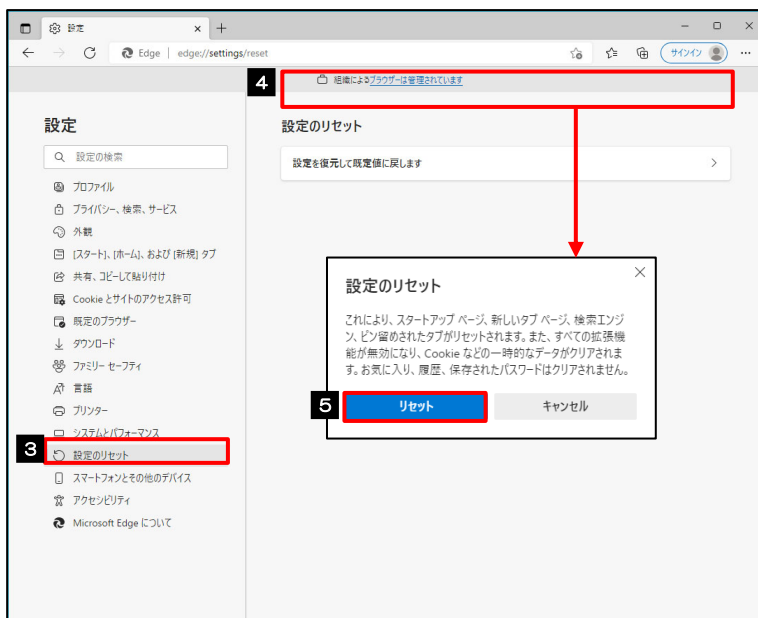 設定
Edge
edge://settings/reset
サインイン
4
組織によるブラウザーは管理されています
設定
設定の検索
プロファイル
プライバシー、検索、サービス
外観
[スタート]、[ホーム]、および [新規] タブ
共有、コピーして貼り付け
Cookie とサイトのアクセス許可
既定のブラウザー
ダウンロード
ファミリー セーフティ
言語
プリンター
システムとパフォーマンス
3
設定のリセット
スマートフォンとその他のデバイス
アクセシビリティ
Microsoft Edge について
設定のリセット
設定を復元して既定値に戻します
設定のリセット
これにより、スタートアップ ページ、新しいタブ ページ、検索エンジ
ン、ピン留めされたタブがリセットされます。また、すべての拡張機
能が無効になり、Cookie などの一時的なデータがクリアされま
す。お気に入り、履歴、保存されたパスワードはクリアされません。
5
リセット
キャンセル